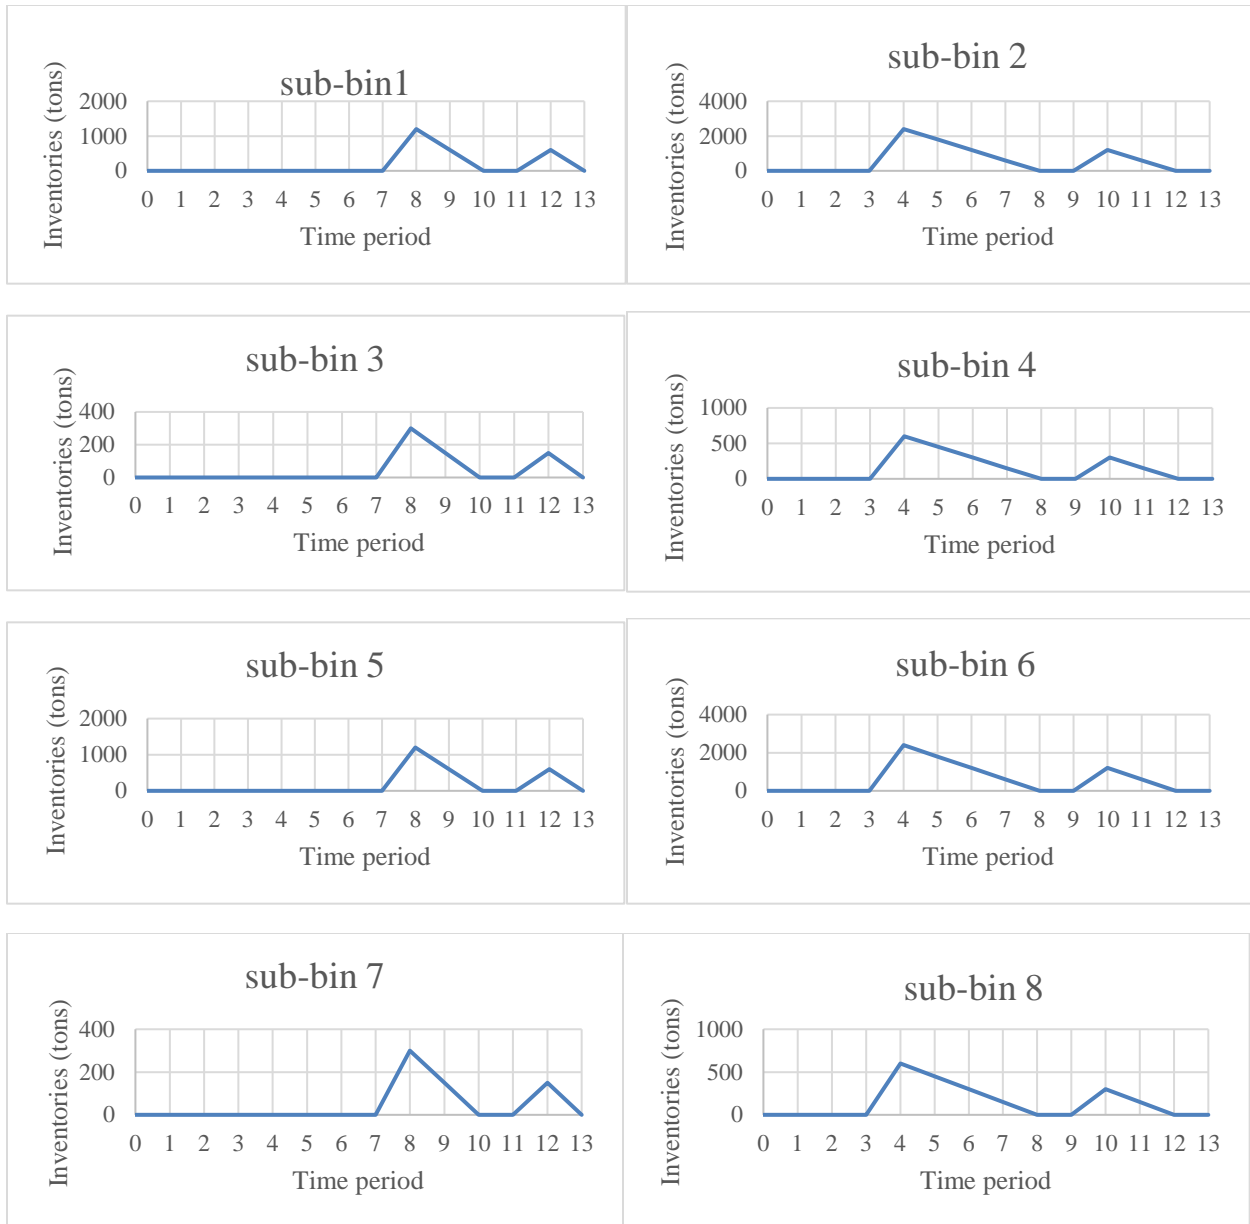 sub-bin1
Inventories (tons)
2000
1000
0
0 1 2 3 4 5 6 7 8 9 10 11 12 13
Time period
sub-bin 2
Inventories (tons)
4000
2000
0
0 1 2 3 4 5 6 7 8 9 10 11 12 13
Time period
sub-bin 3
Inventories (tons)
400
200
0
0 1 2 3 4 5 6 7 8 9 10 11 12 13
Time period
sub-bin 4
Inventories (tons)
1000
500
0
0 1 2 3 4 5 6 7 8 9 10 11 12 13
Time period
sub-bin 5
Inventories (tons)
2000
1000
0
0 1 2 3 4 5 6 7 8 9 10 11 12 13
Time period
sub-bin 6
Inventories (tons)
4000
2000
0
0 1 2 3 4 5 6 7 8 9 10 11 12 13
Time period
sub-bin 7
Inventories (tons)
400
200
0
0 1 2 3 4 5 6 7 8 9 10 11 12 13
Time period
sub-bin 8
Inventories (tons)
1000
500
0
0 1 2 3 4 5 6 7 8 9 10 11 12 13
Time period